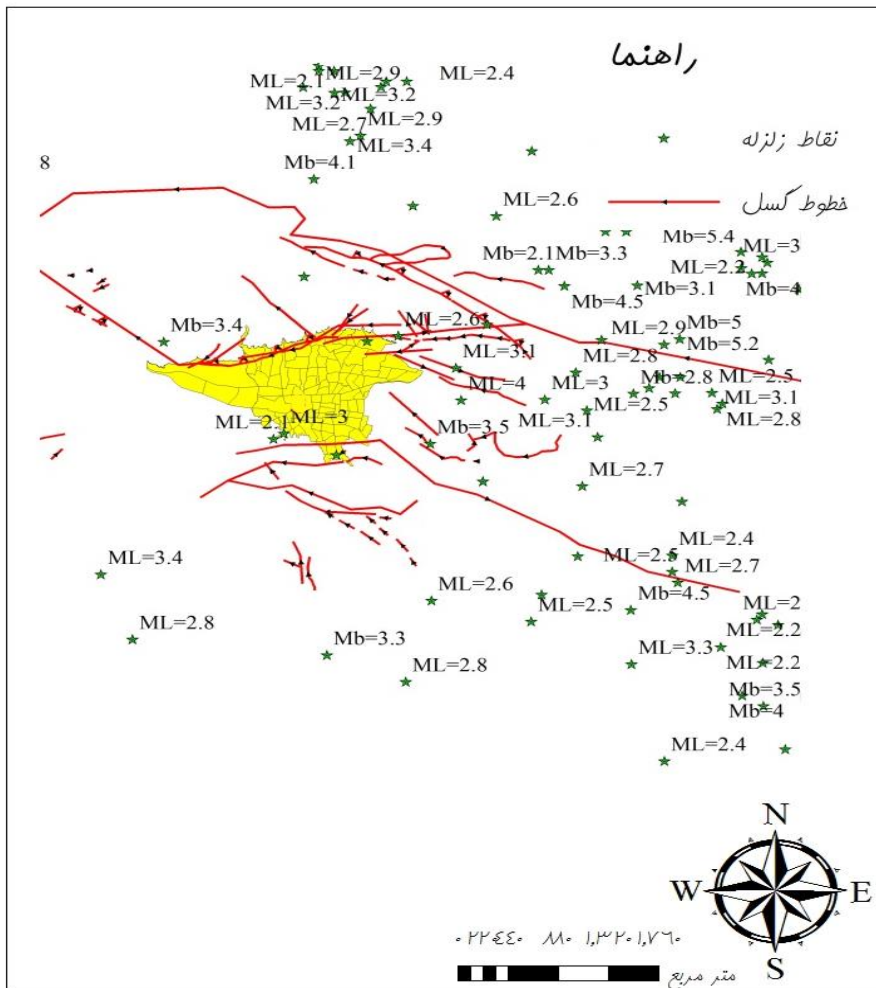 راهنما
ML=2.1 ML=2.9 ML=2.4
ML=3.2 ML=3.2
ML=2.7 ML=2.9
ML=3.4
نقاط زلزله
8
Mb=4.1
خطوط گسل
ML=2.6
Mb=5.4 ML=3
Mb=2.1 Mb=3.3
ML=2.3
Mb=4.5 Mb=3.1 Mb=4
Mb=3.4 ML=2.6 ML=2.9 Mb=5
Mb=5.2
ML=3.1 ML=2.8
Mb=2.8 ML=2.5
ML=4 ML=3 ML=2.5 ML=3.1
ML=2.1 ML=3 ML=3.1 ML=2.8
Mb=3.5
ML=2.7
ML=2.4
ML=3.4 ML=2.5 ML=2.7
ML=2.6 Mb=4.5
ML=2.5 ML=2
ML=2.8 ML=2.2
Mb=3.3 ML=3.3 ML=2.2
ML=2.8 Mb=3.5
Mb=4
ML=2.4
N
W E
S
۰ ۲۲۰۴۴۰ ۸۸۰ ۱,۳۲۰ ۱,۷۶۰
متر مربع